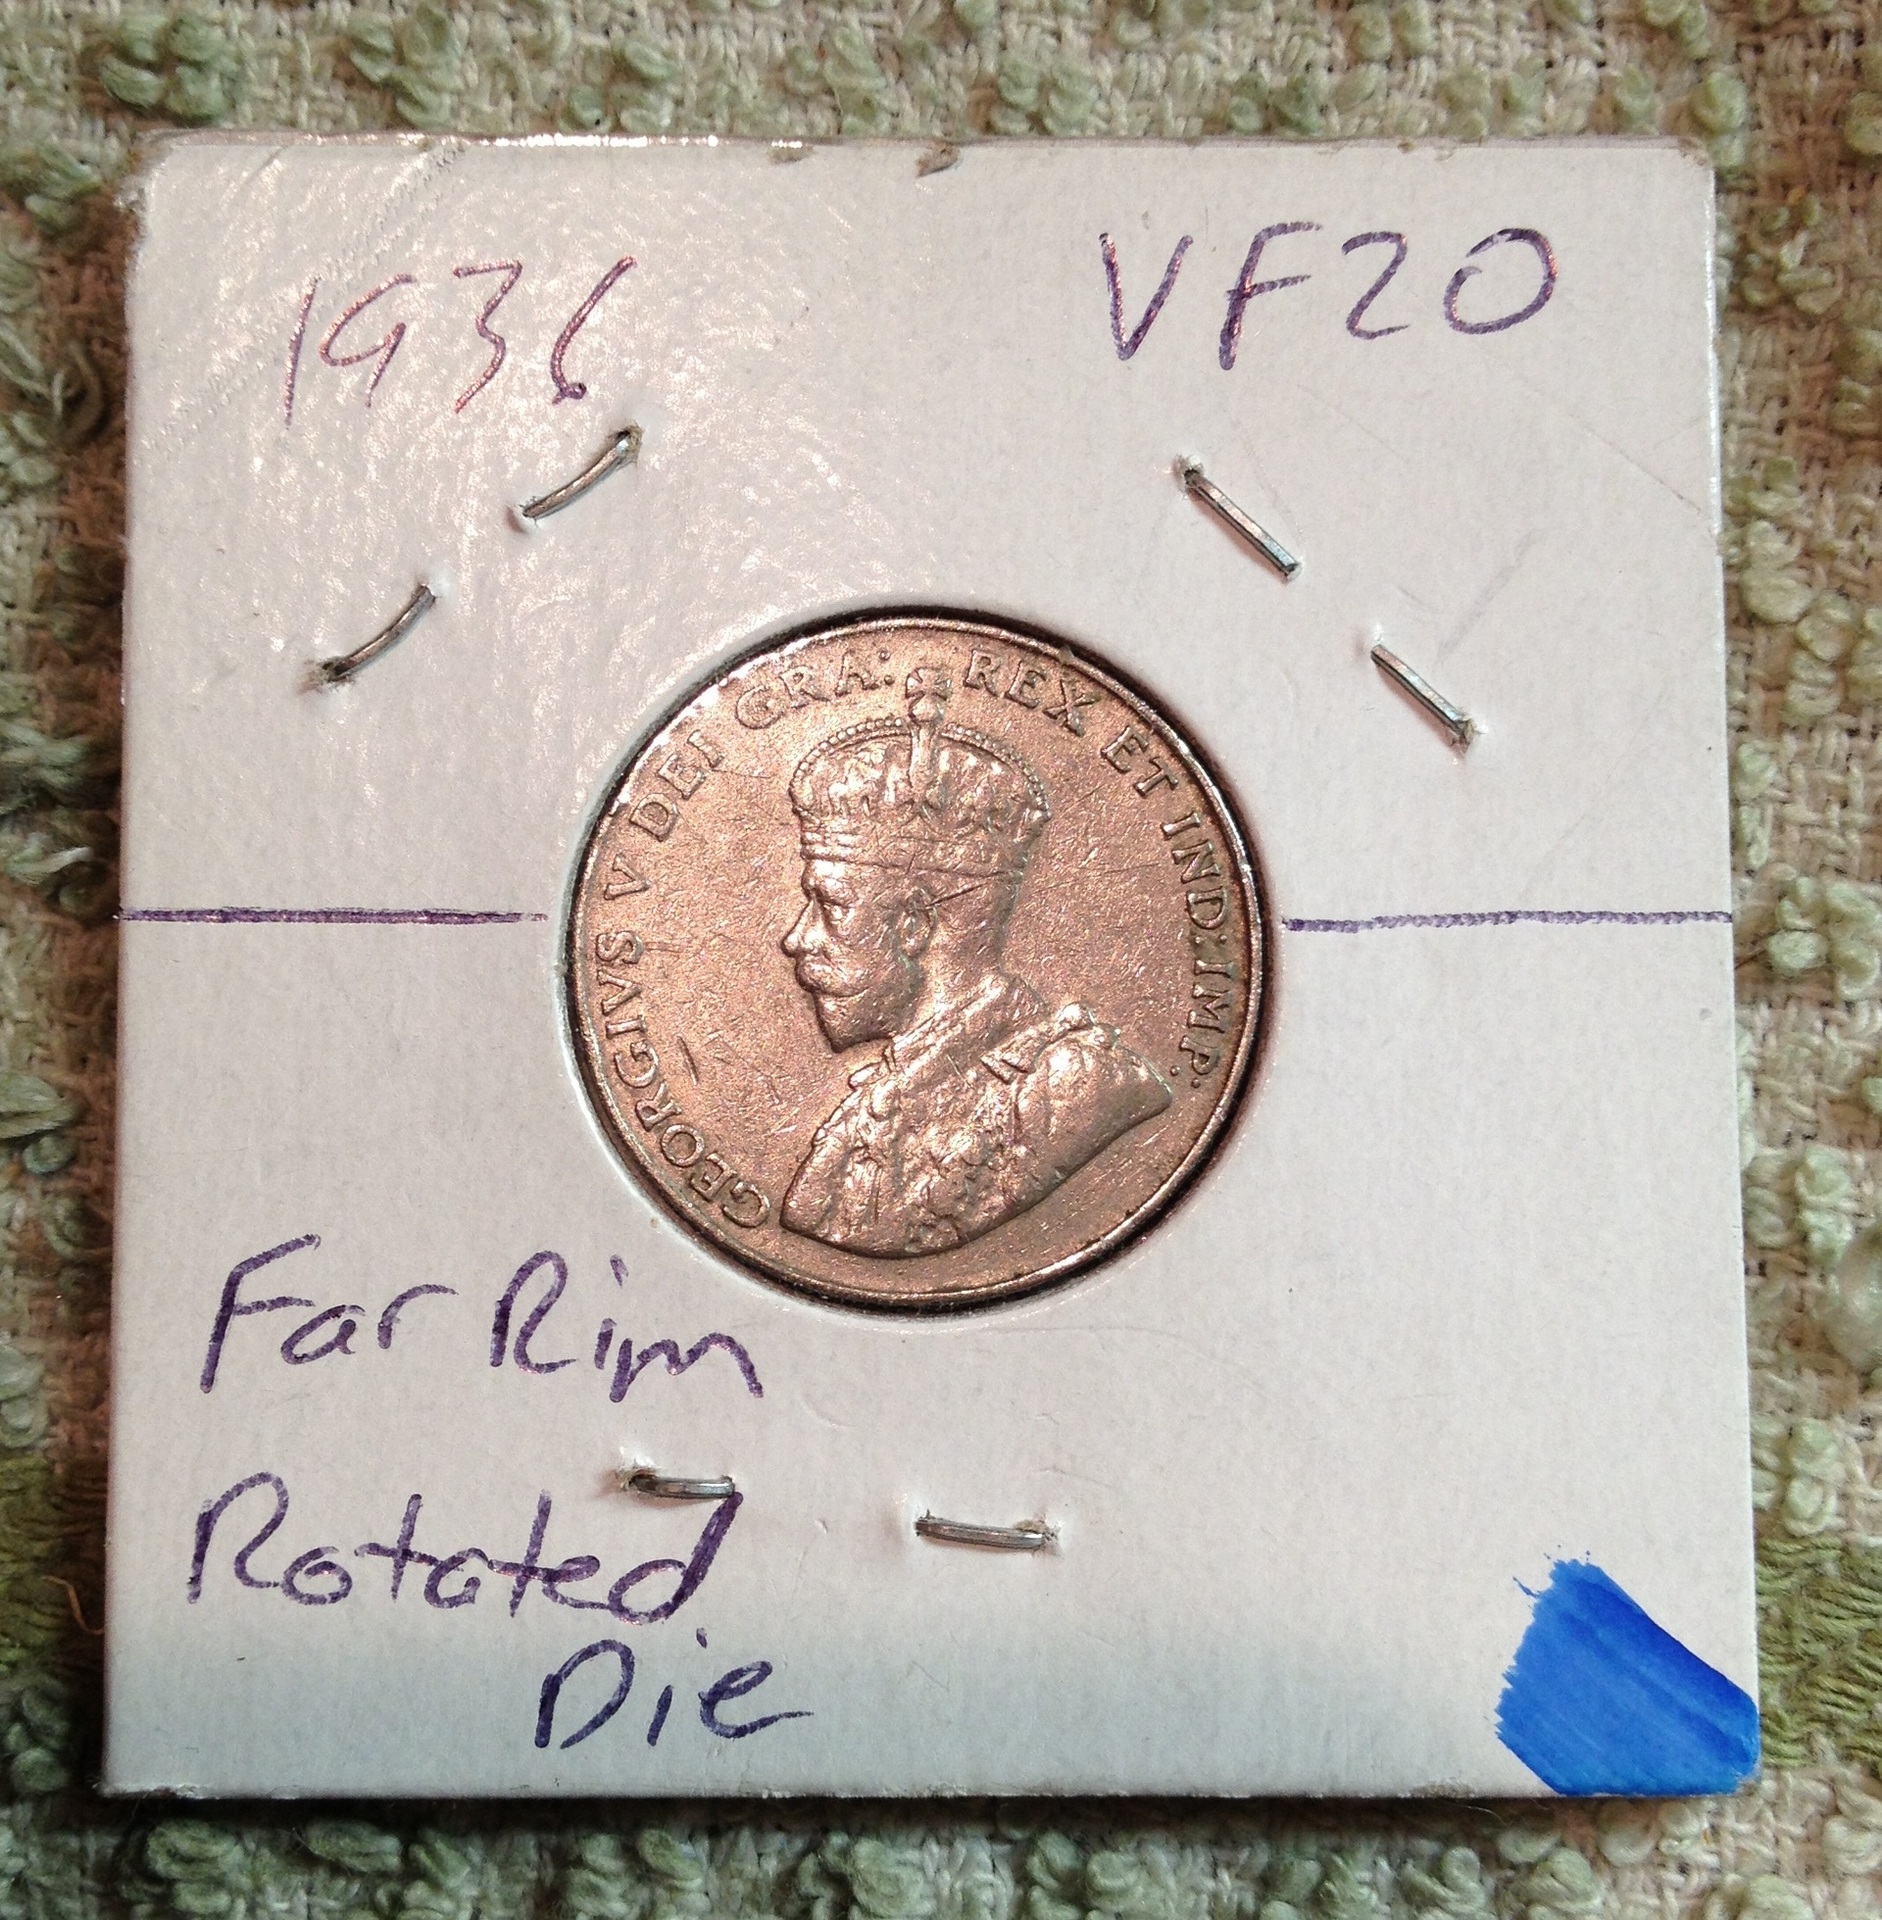 1936 VF20
GEORGIVS V DEI GRA: REX ET IND: IMP.
Far Rim
Rotated
Die